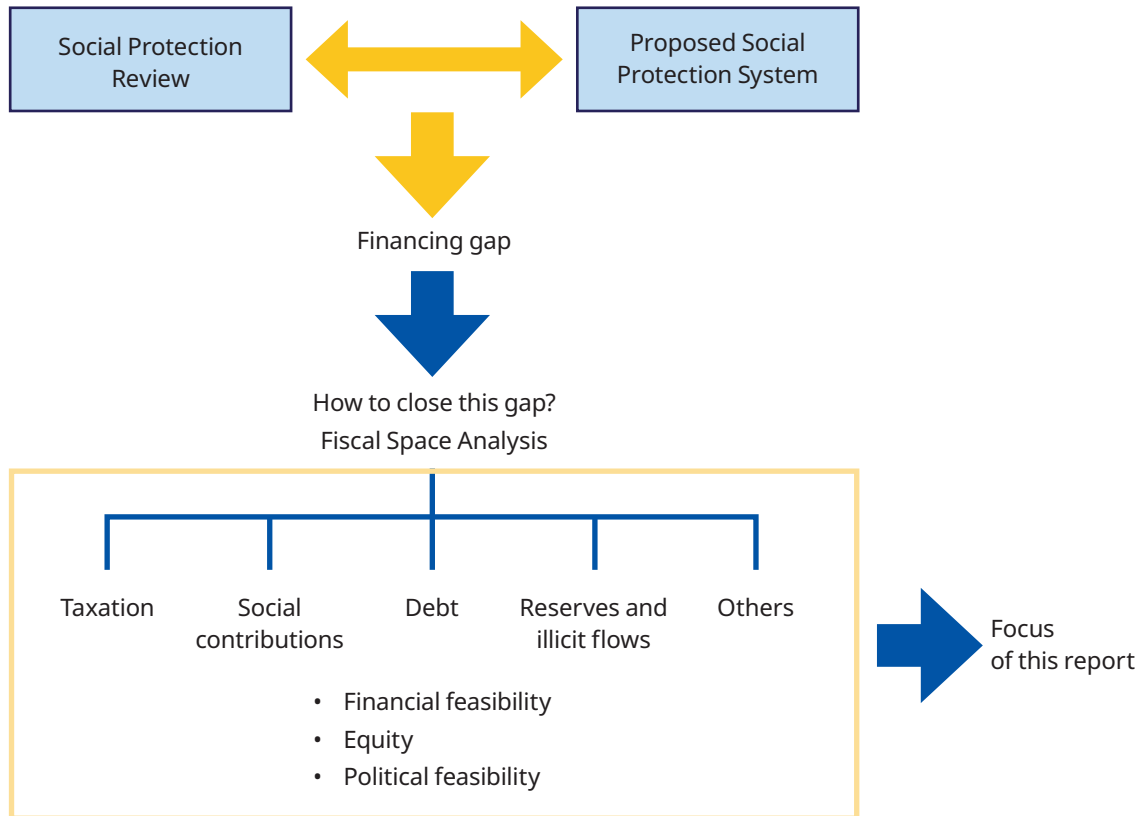 Social Protection
Review
Proposed Social
Protection System
Financing gap
How to close this gap?
Fiscal Space Analysis
Taxation
Social
contributions
Debt
Reserves and
illicit flows
Others
• Financial feasibility
• Equity
• Political feasibility
Focus
of this report